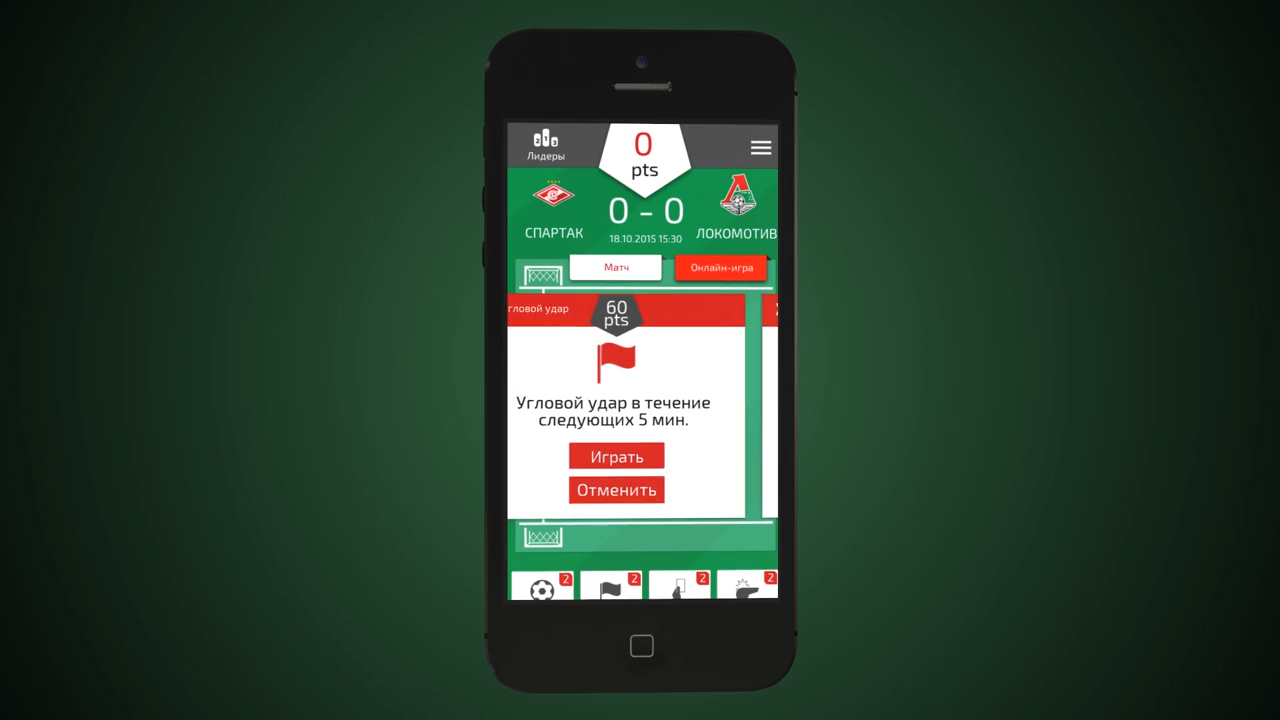 Лидеры
0
pts
0 - 0
СПАРТАК
18.10.2015 15:30
ЛОКОМОТИВ
Матч
Онлайн-игра
гловой удар
60
pts
Угловой удар в течение
следующих 5 мин.
Играть
Отменить
2
2
2
2